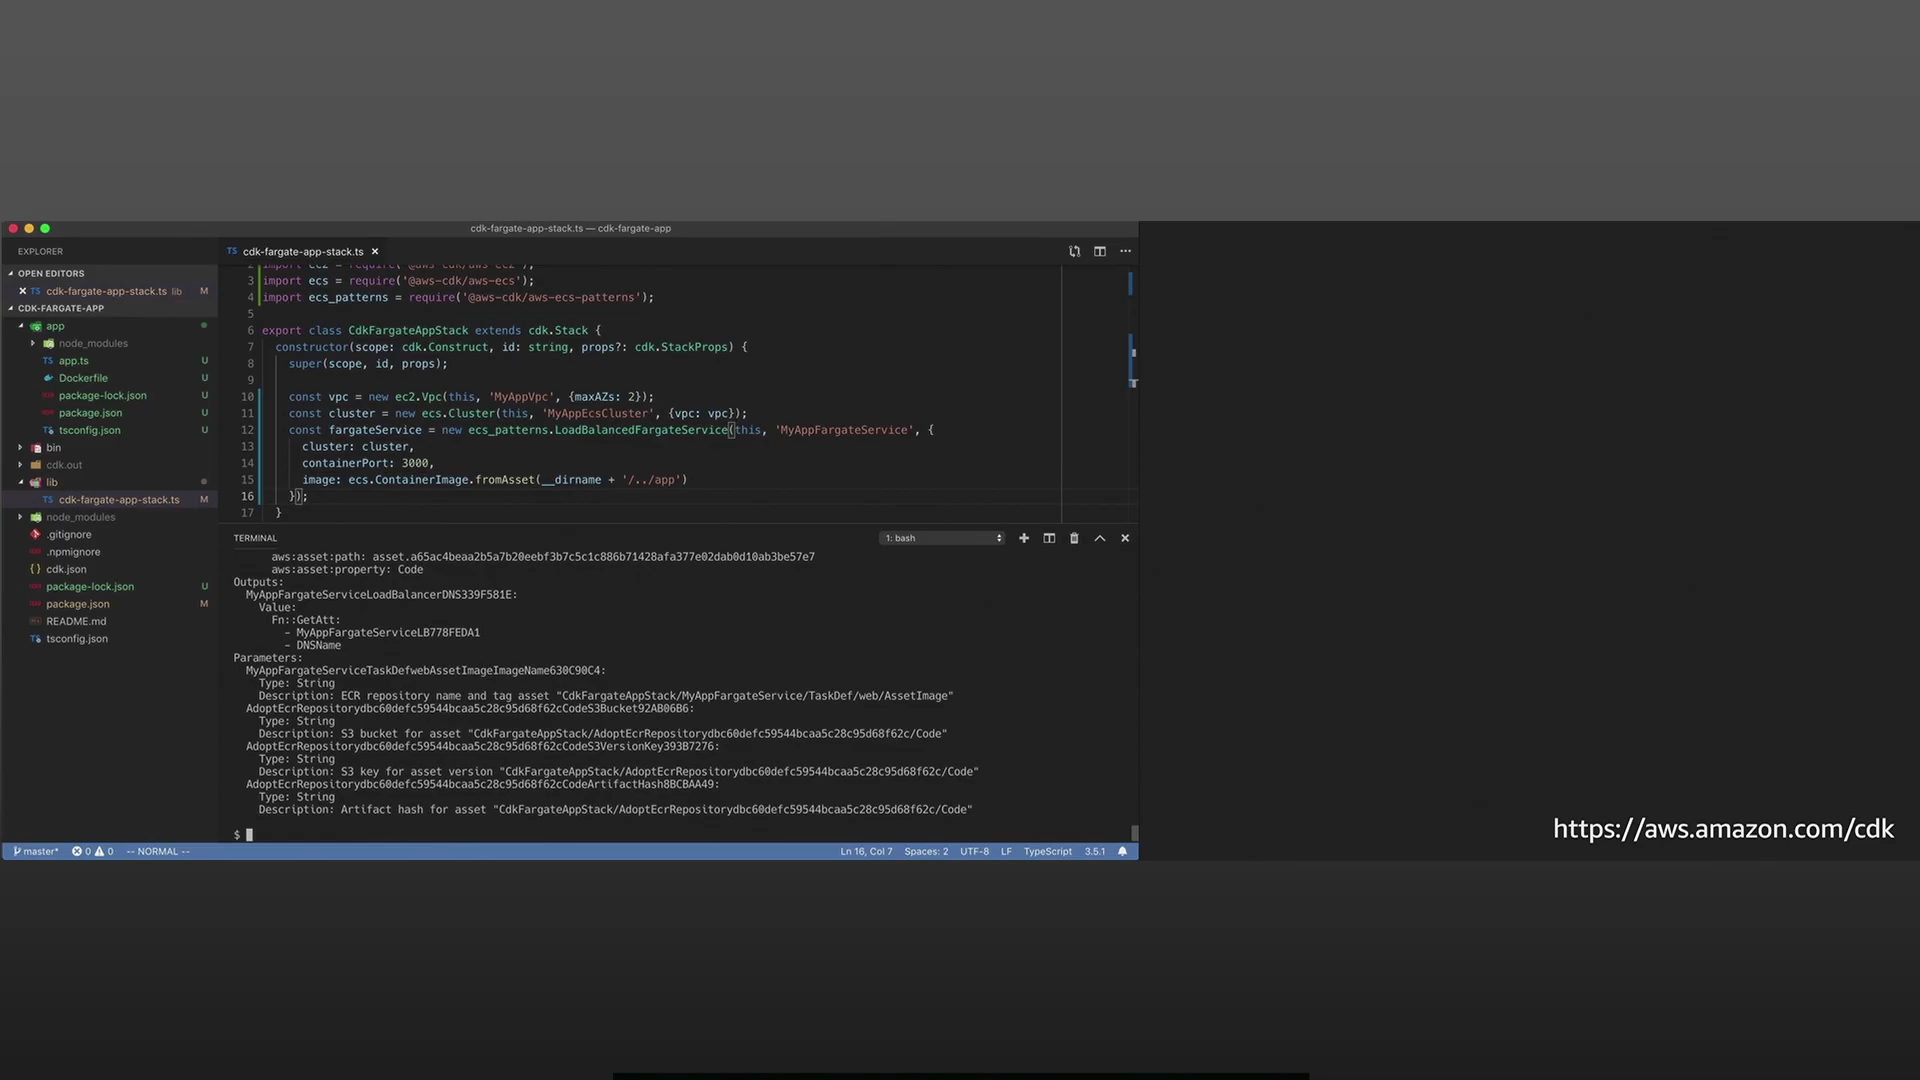 cdk-fargate-app-stack.ts — cdk-fargate-app
EXPLORER
OPEN EDITORS
cdk-fargate-app-stack.ts lib M
CDK-FARGATE-APP
app
node_modules
app.ts U
Dockerfile U
package-lock.json U
package.json U
tsconfig.json U
bin
cdk.out
lib
cdk-fargate-app-stack.ts M
node_modules
.gitignore
.npmignore
cdk.json
package-lock.json U
package.json M
README.md
tsconfig.json
TS cdk-fargate-app-stack.ts
2 import ec2 = require('@aws-cdk/aws-ec2');
3 import ecs = require('@aws-cdk/aws-ecs');
4 import ecs_patterns = require('@aws-cdk/aws-ecs-patterns');
5
6 export class CdkFargateAppStack extends cdk.Stack {
7 constructor(scope: cdk.Construct, id: string, props?: cdk.StackProps) {
8 super(scope, id, props);
9
10 const vpc = new ec2.Vpc(this, 'MyAppVpc', {maxAZs: 2});
11 const cluster = new ecs.Cluster(this, 'MyAppEcsCluster', {vpc: vpc});
12 const fargateService = new ecs_patterns.LoadBalancedFargateService(this, 'MyAppFargateService', {
13 cluster: cluster,
14 containerPort: 3000,
15 image: ecs.ContainerImage.fromAsset(__dirname + '/../app')
16 });
17 }
TERMINAL
1: bash
aws:asset:path: asset.a65ac4beaa2b5a7b20eebf3b7c5c1c886b71428afa377e02dab0d10ab3be57e7
aws:asset:property: Code
Outputs:
MyAppFargateServiceLoadBalancerDNS339F581E:
Value:
Fn::GetAtt:
- MyAppFargateServiceLB778FEDA1
- DNSName
Parameters:
MyAppFargateServiceTaskDefwebAssetImageImageName630C90C4:
Type: String
Description: ECR repository name and tag asset "CdkFargateAppStack/MyAppFargateService/TaskDef/web/AssetImage"
AdoptEcrRepositorydbc60defc59544bcaa5c28c95d68f62cCodeS3Bucket92AB06B6:
Type: String
Description: S3 bucket for asset "CdkFargateAppStack/AdoptEcrRepositorydbc60defc59544bcaa5c28c95d68f62c/Code"
AdoptEcrRepositorydbc60defc59544bcaa5c28c95d68f62cCodeS3VersionKey393B7276:
Type: String
Description: S3 key for asset version "CdkFargateAppStack/AdoptEcrRepositorydbc60defc59544bcaa5c28c95d68f62c/Code"
AdoptEcrRepositorydbc60defc59544bcaa5c28c95d68f62cCodeArtifactHash8BCBAA49:
Type: String
Description: Artifact hash for asset "CdkFargateAppStack/AdoptEcrRepositorydbc60defc59544bcaa5c28c95d68f62c/Code"
$
master* 0 0 -- NORMAL -- Ln 16, Col 7 Spaces: 2 UTF-8 LF TypeScript 3.5.1
https://aws.amazon.com/cdk